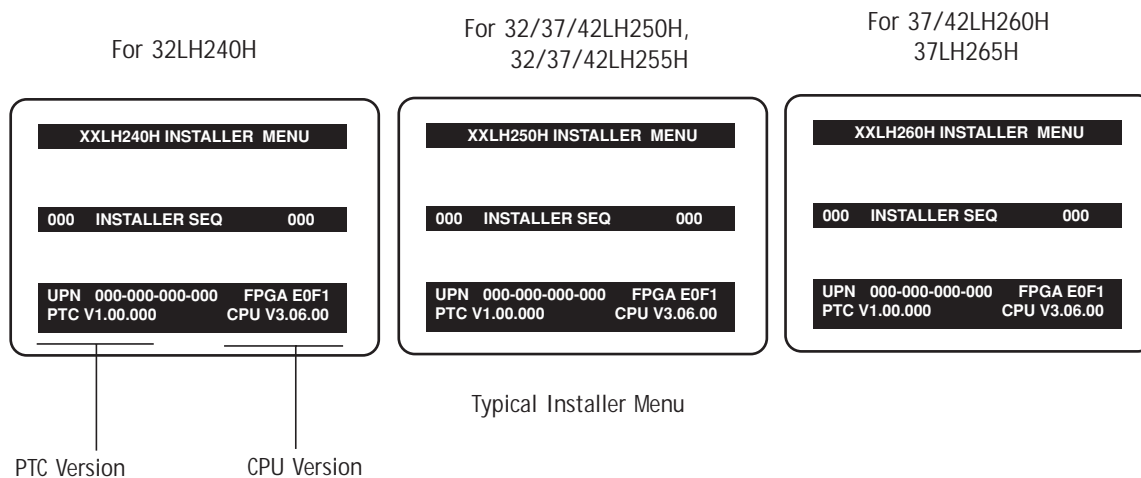 For 32LH240H
XXLH240H INSTALLER MENU
000 INSTALLER SEQ 000
UPN 000-000-000-000 FPGA E0F1
PTC V1.00.000 CPU V3.06.00
PTC Version CPU Version
For 32/37/42LH250H,
32/37/42LH255H
XXLH250H INSTALLER MENU
000 INSTALLER SEQ 000
UPN 000-000-000-000 FPGA E0F1
PTC V1.00.000 CPU V3.06.00
Typical Installer Menu
For 37/42LH260H
37LH265H
XXLH260H INSTALLER MENU
000 INSTALLER SEQ 000
UPN 000-000-000-000 FPGA E0F1
PTC V1.00.000 CPU V3.06.00